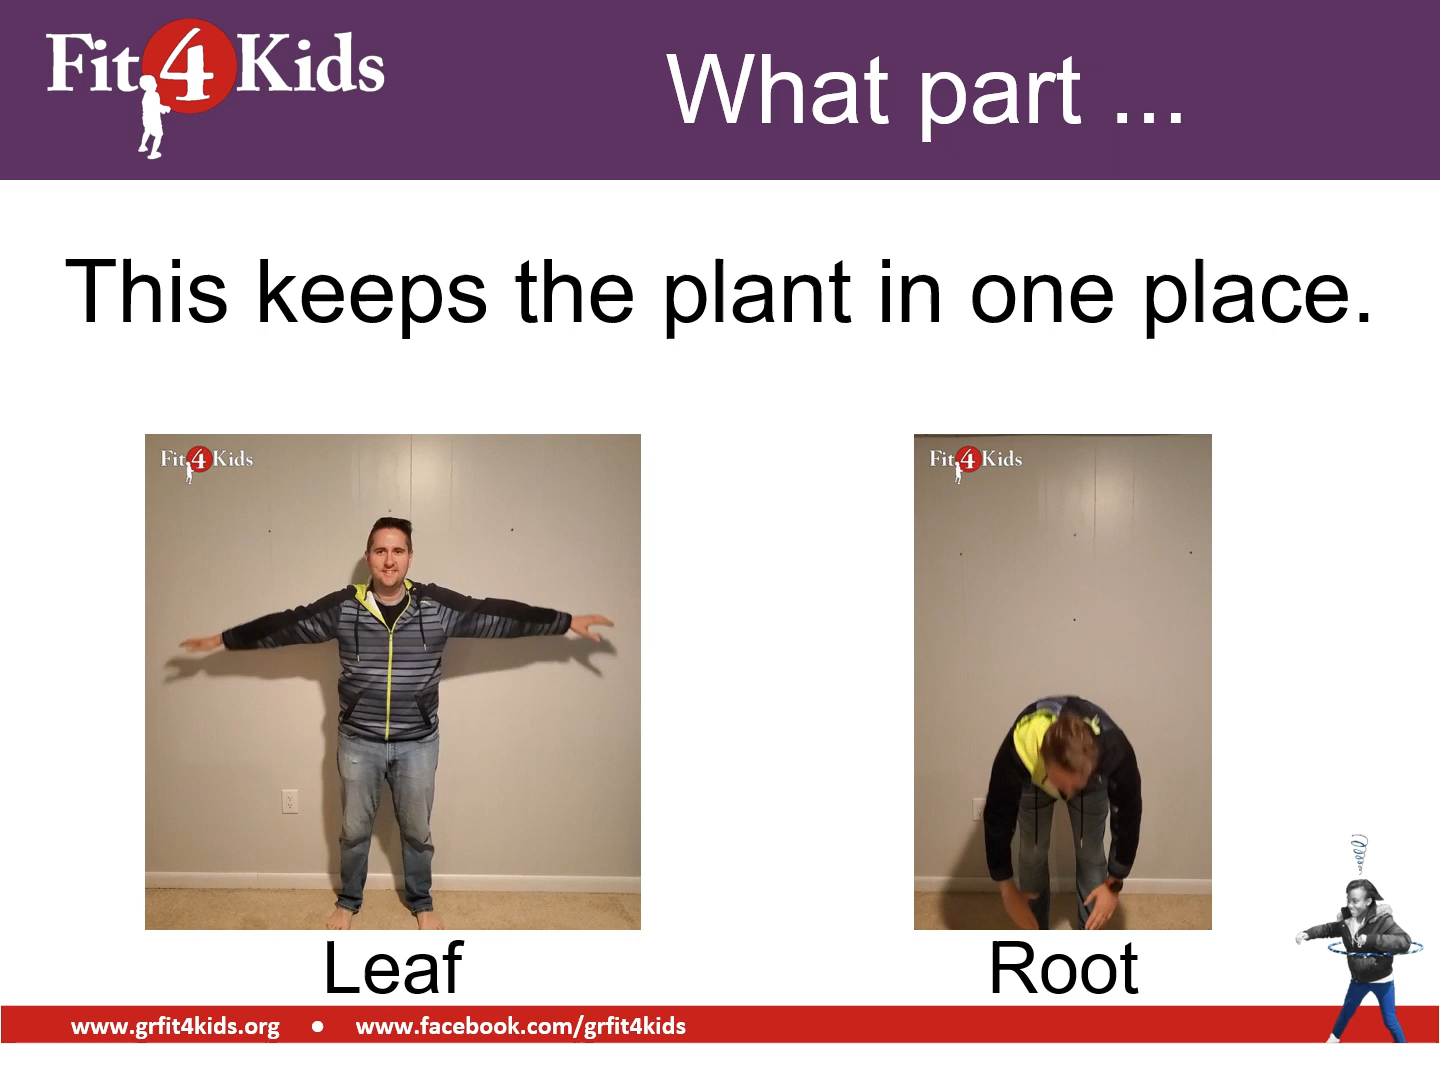 Fit 4 Kids
What part ...
This keeps the plant in one place.
Fit 4 Kids
Fit 4 Kids
Leaf
Root
www.grfit4kids.org • www.facebook.com/grfit4kids